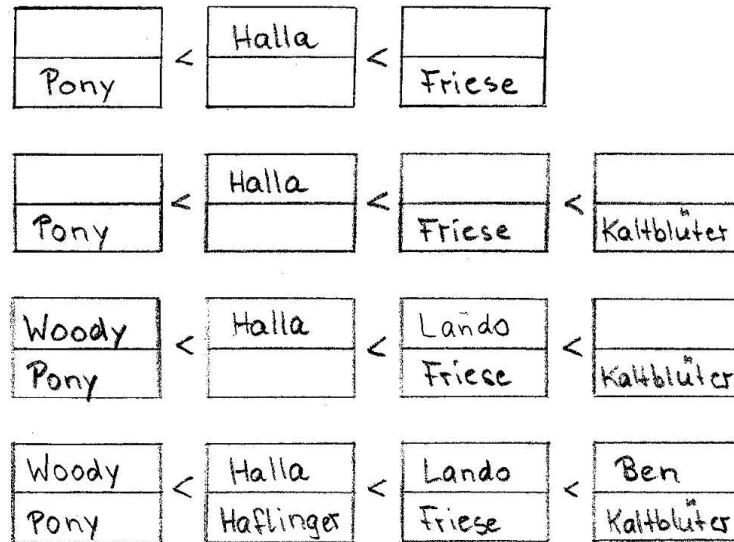 < Halla <
Pony Friese
Halla
< < <
Pony Friese Kaltblüter
Woody < Halla < Lando <
Pony Friese Kaltblüter
Woody < Halla < Lando < Ben
Pony Haflinger Friese Kaltblüter